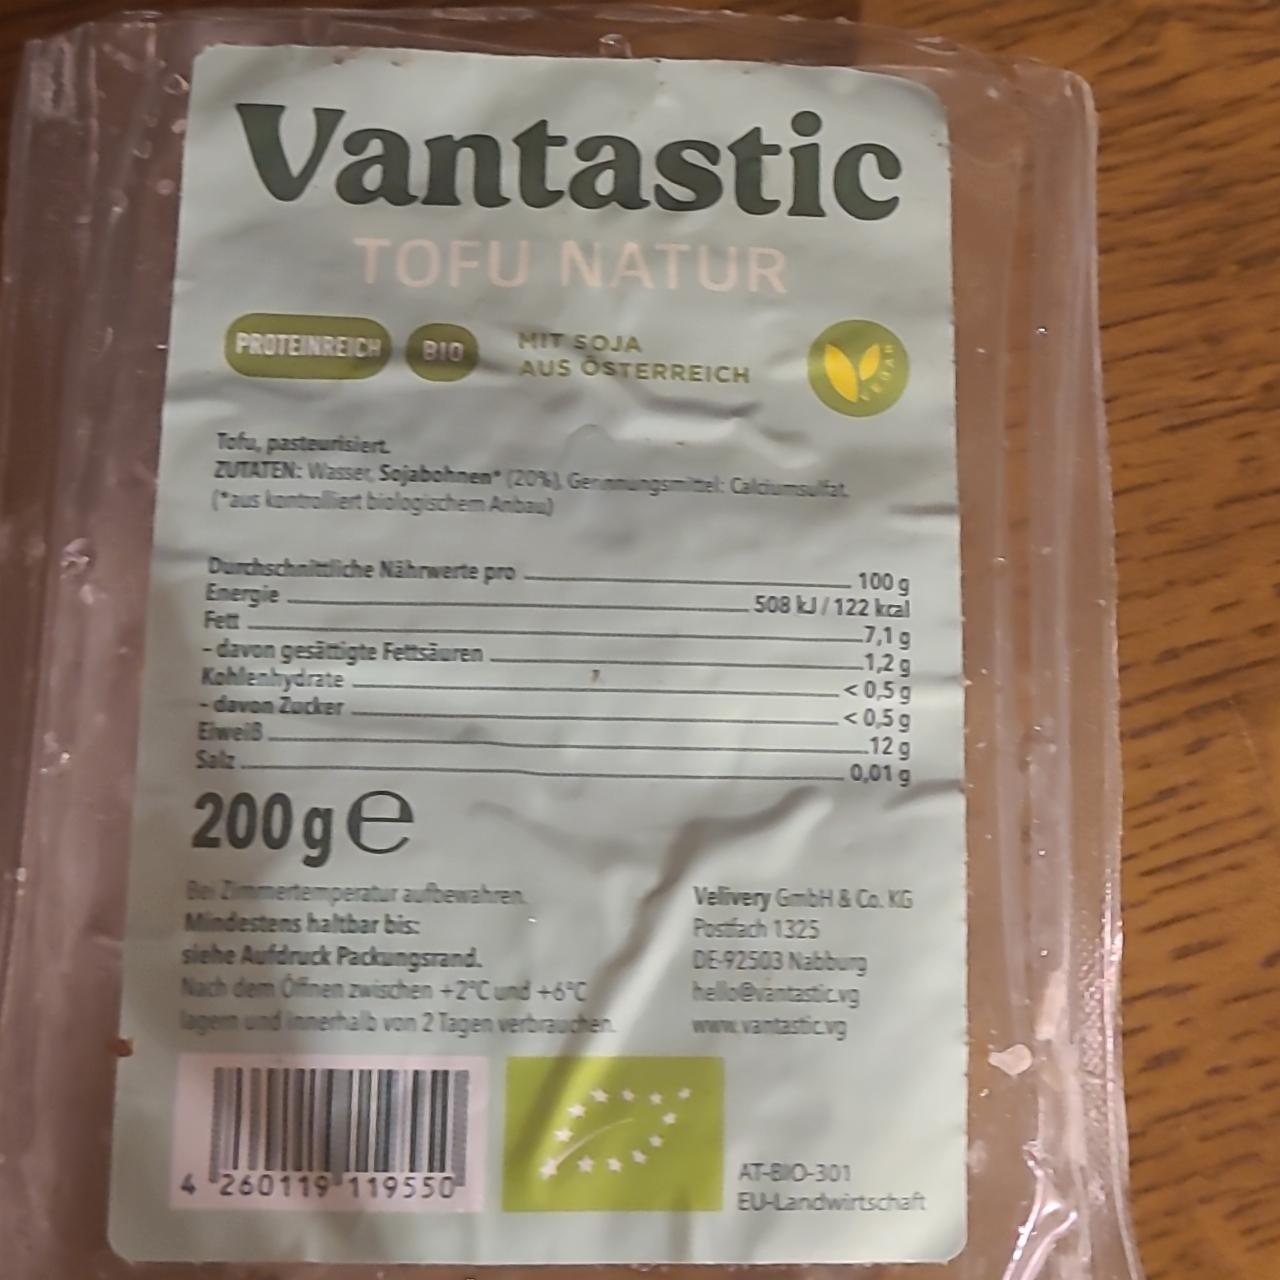 Vantastic
TOFU NATUR
PROTEINREICH BIO MIT SOJA
AUS ÖSTERREICH
VEGAN
Tofu, pasteurisiert.
ZUTATEN: Wasser, Sojabohnen* (20%), Gerinnungsmittel: Calciumsulfat.
(*aus kontrolliert biologischem Anbau)
Durchschnittliche Nährwerte pro 100 g
Energie 508 kJ / 122 kcal
Fett 7,1 g
- davon gesättigte Fettsäuren 1,2 g
Kohlenhydrate < 0,5 g
- davon Zucker < 0,5 g
Eiweiß 12 g
Salz 0,01 g
200 g e
Bei Zimmertemperatur aufbewahren.
Mindestens haltbar bis:
siehe Aufdruck Packungsrand.
Nach dem Öffnen zwischen +2°C und +6°C
lagern und innerhalb von 2 Tagen verbrauchen.
Vellivery GmbH & Co. KG
Postfach 1325
DE-92503 Nabburg
hello@vantastic.vg
www.vantastic.vg
4 260119 119550
AT-BIO-301
EU-Landwirtschaft